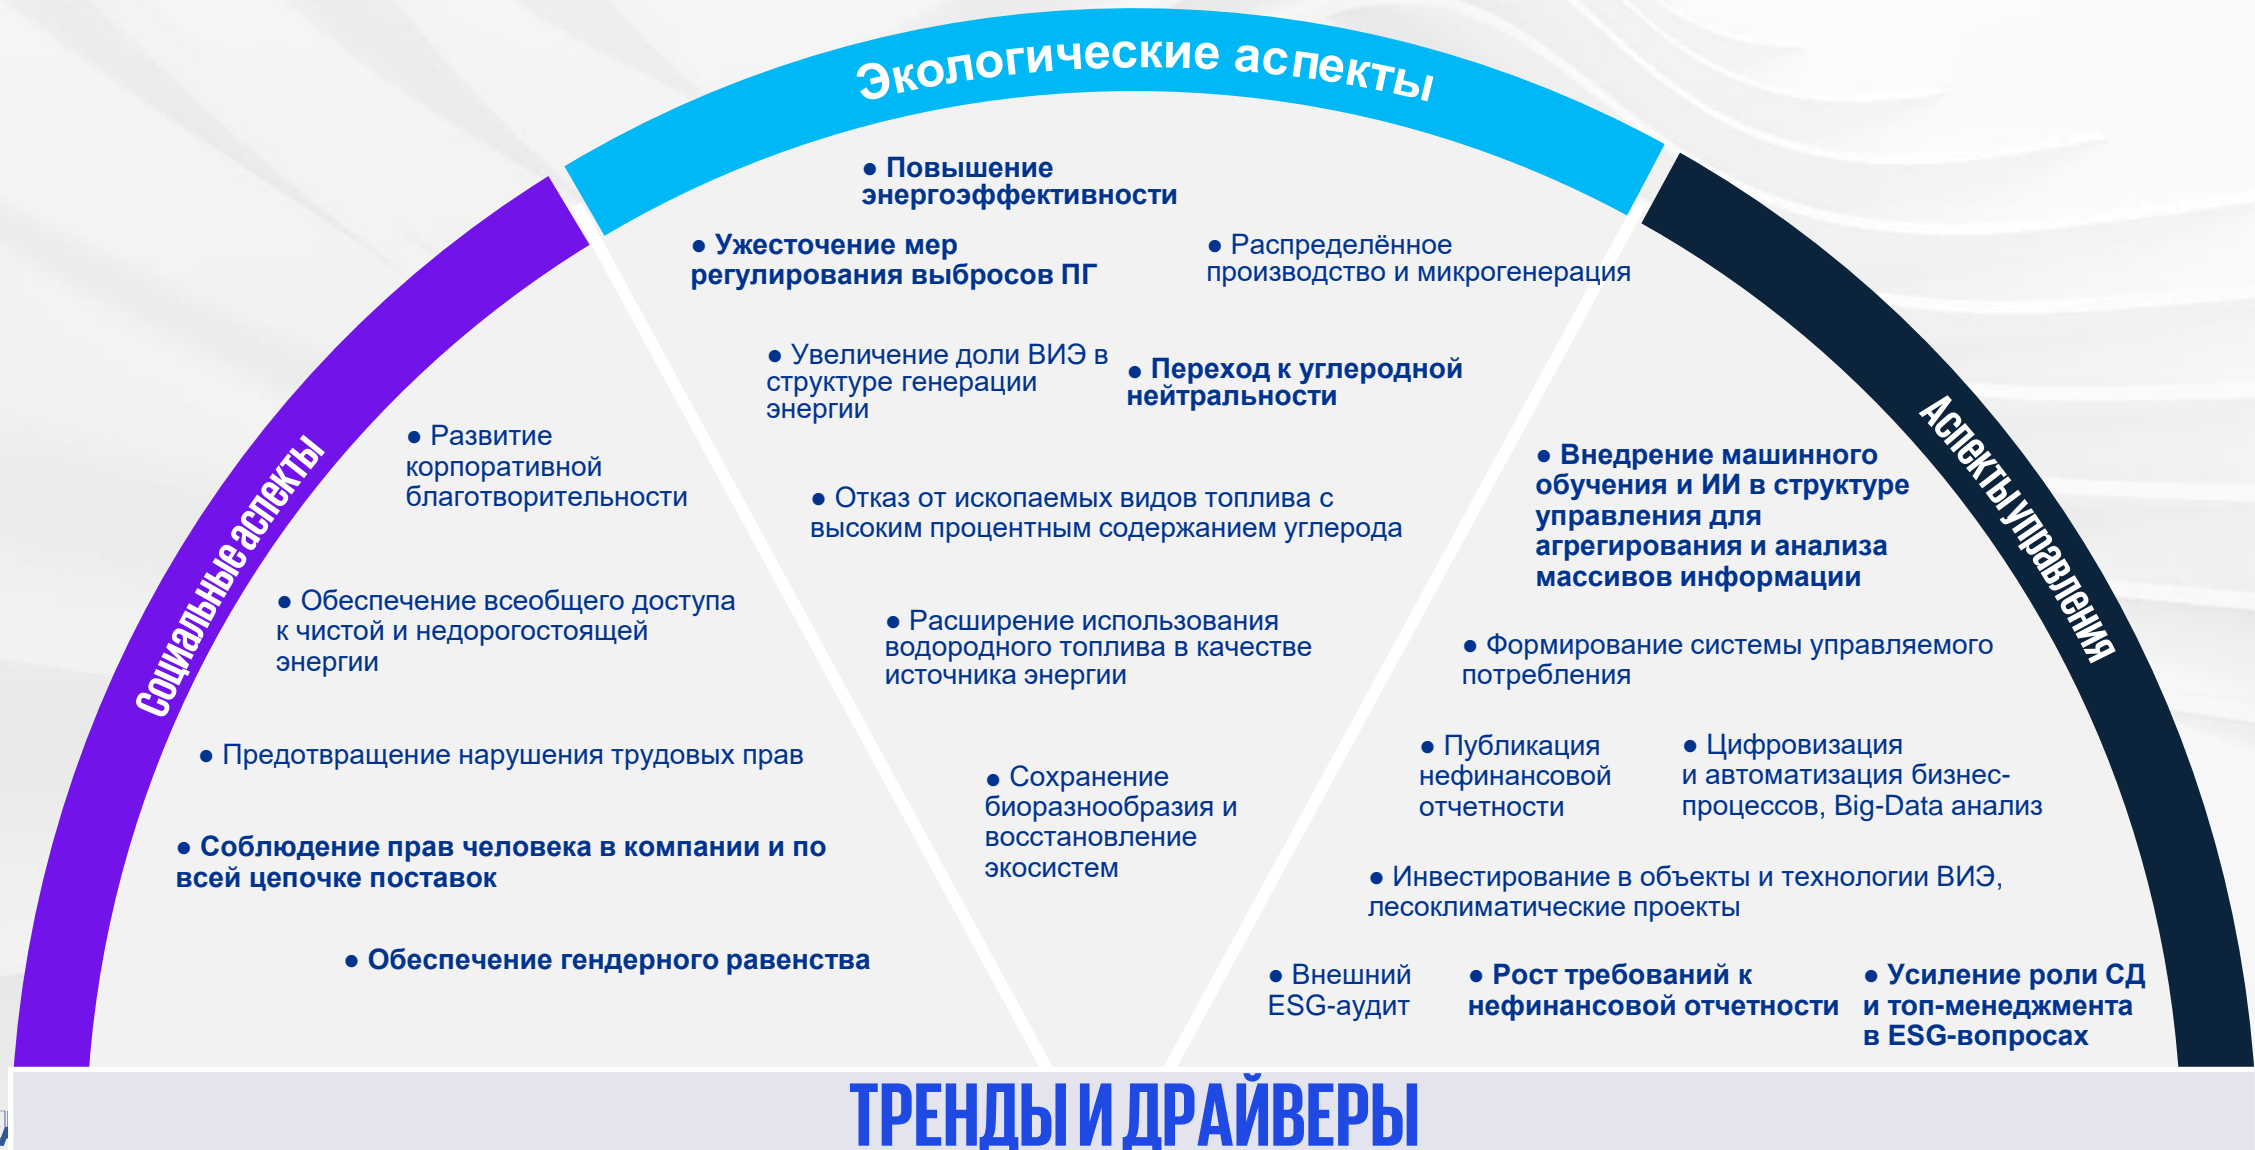 Экологические аспекты
● Повышение
энергоэффективности
● Ужесточение мер
регулирования выбросов ПГ
● Распределённое
производство и микрогенерация
● Увеличение доли ВИЭ в
структуре генерации
энергии
● Переход к углеродной
нейтральности
● Отказ от ископаемых видов топлива с
высоким процентным содержанием углерода
● Расширение использования
водородного топлива в качестве
источника энергии
● Сохранение
биоразнообразия и
восстановление
экосистем
Социальные аспекты
● Развитие
корпоративной
благотворительности
● Обеспечение всеобщего доступа
к чистой и недорогостоящей
энергии
● Предотвращение нарушения трудовых прав
● Соблюдение прав человека в компании и по
всей цепочке поставок
● Обеспечение гендерного равенства
Аспекты управления
● Внедрение машинного
обучения и ИИ в структуре
управления для
агрегирования и анализа
массивов информации
● Формирование системы управляемого
потребления
● Публикация
нефинансовой
отчетности
● Цифровизация
и автоматизация бизнес-
процессов, Big-Data анализ
● Инвестирование в объекты и технологии ВИЭ,
лесоклиматические проекты
● Внешний
ESG-аудит
● Рост требований к
нефинансовой отчетности
● Усиление роли СД
и топ-менеджмента
в ESG-вопросах
ТРЕНДЫ И ДРАЙВЕРЫ